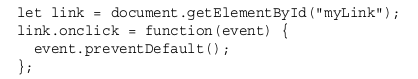 let link = document.getElementById("myLink");
link.onclick = function(event) {
  event.preventDefault();
};